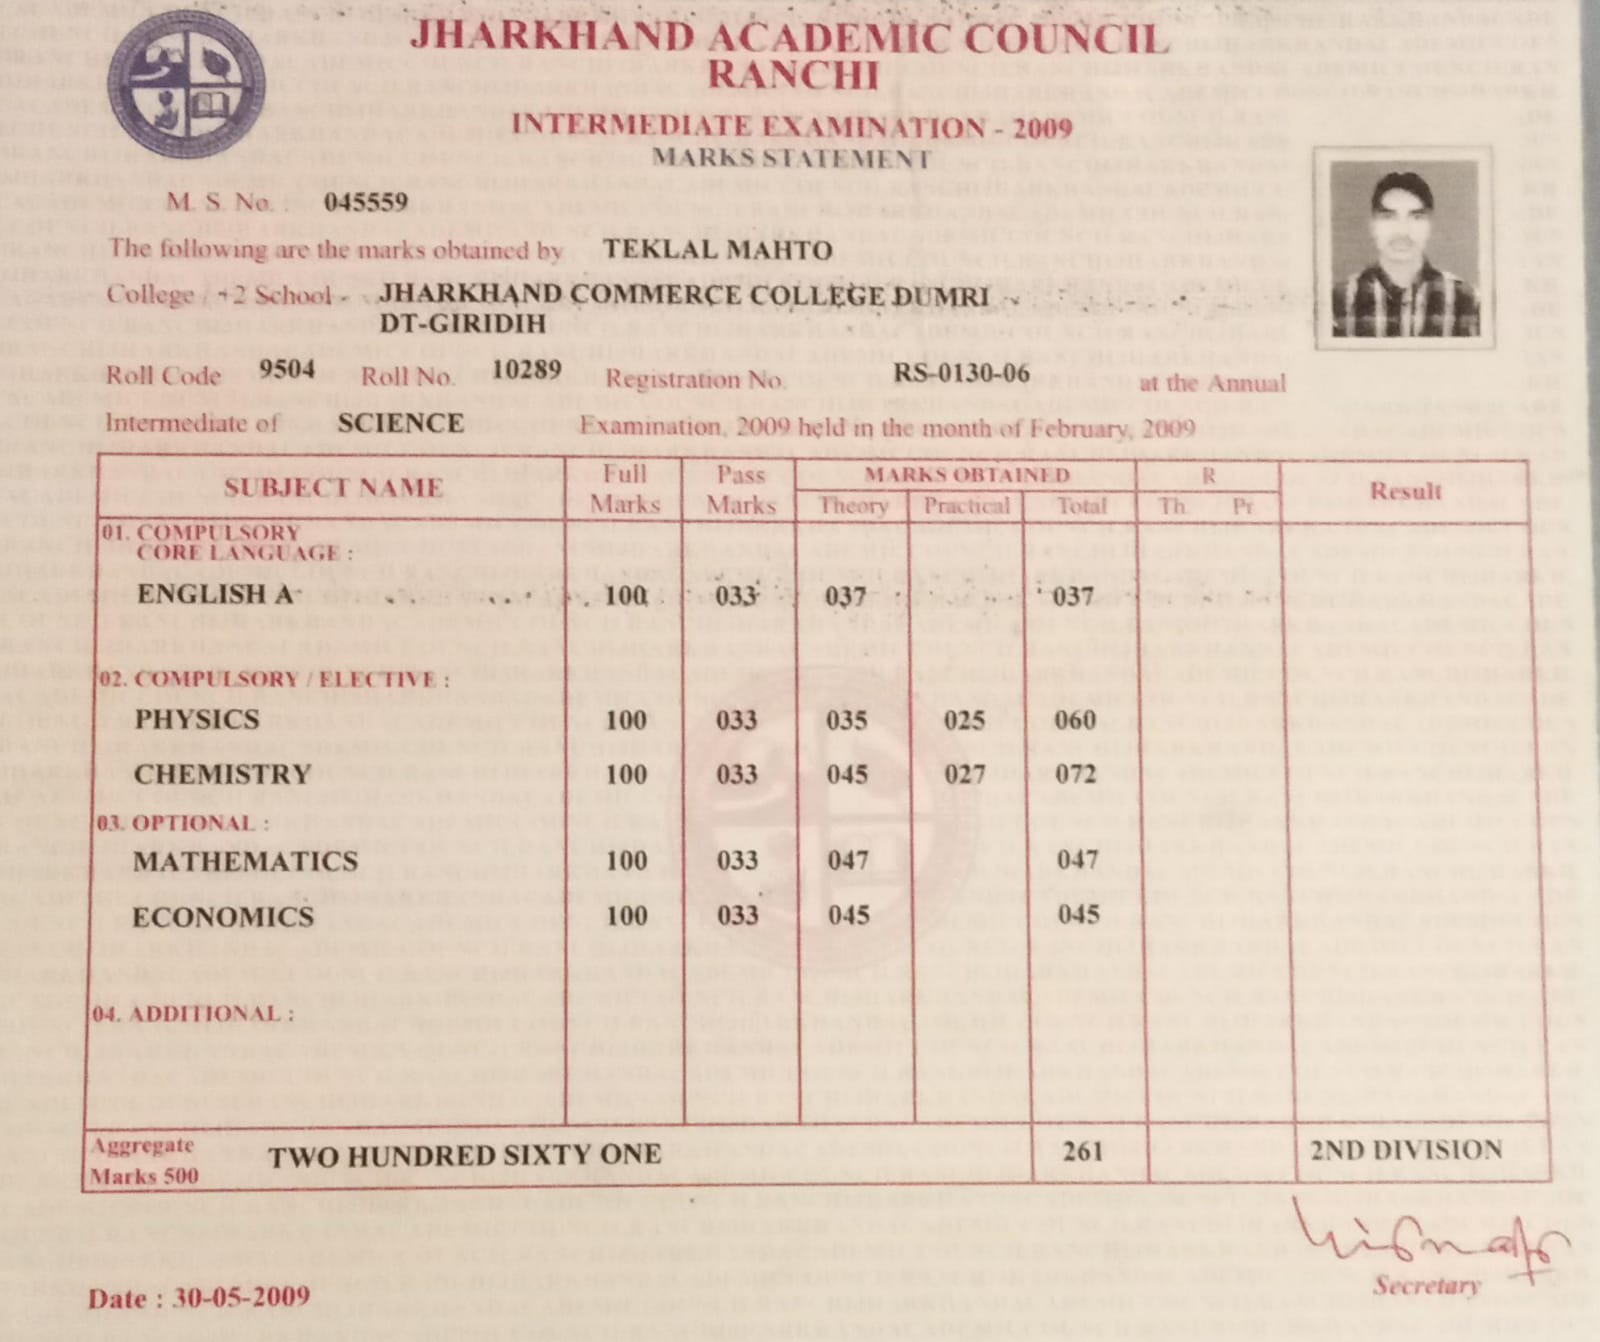 JHARKHAND ACADEMIC COUNCIL
RANCHI
INTERMEDIATE EXAMINATION - 2009
MARKS STATEMENT
M. S. No. : 045559
The following are the marks obtained by TEKLAL MAHTO
College / +2 School - JHARKHAND COMMERCE COLLEGE DUMRI
DT-GIRIDIH
Roll Code 9504 Roll No. 10289 Registration No. RS-0130-06 at the Annual
Intermediate of SCIENCE Examination, 2009 held in the month of February, 2009
SUBJECT NAME Full Marks Pass Marks MARKS OBTAINED R Result
Theory Practical Total Th. Pr.
01. COMPULSORY
CORE LANGUAGE :
ENGLISH A 100 033 037 037
02. COMPULSORY / ELECTIVE :
PHYSICS 100 033 035 025 060
CHEMISTRY 100 033 045 027 072
03. OPTIONAL :
MATHEMATICS 100 033 047 047
ECONOMICS 100 033 045 045
04. ADDITIONAL :
Aggregate
Marks 500 TWO HUNDRED SIXTY ONE 261 2ND DIVISION
Secretary
Date : 30-05-2009